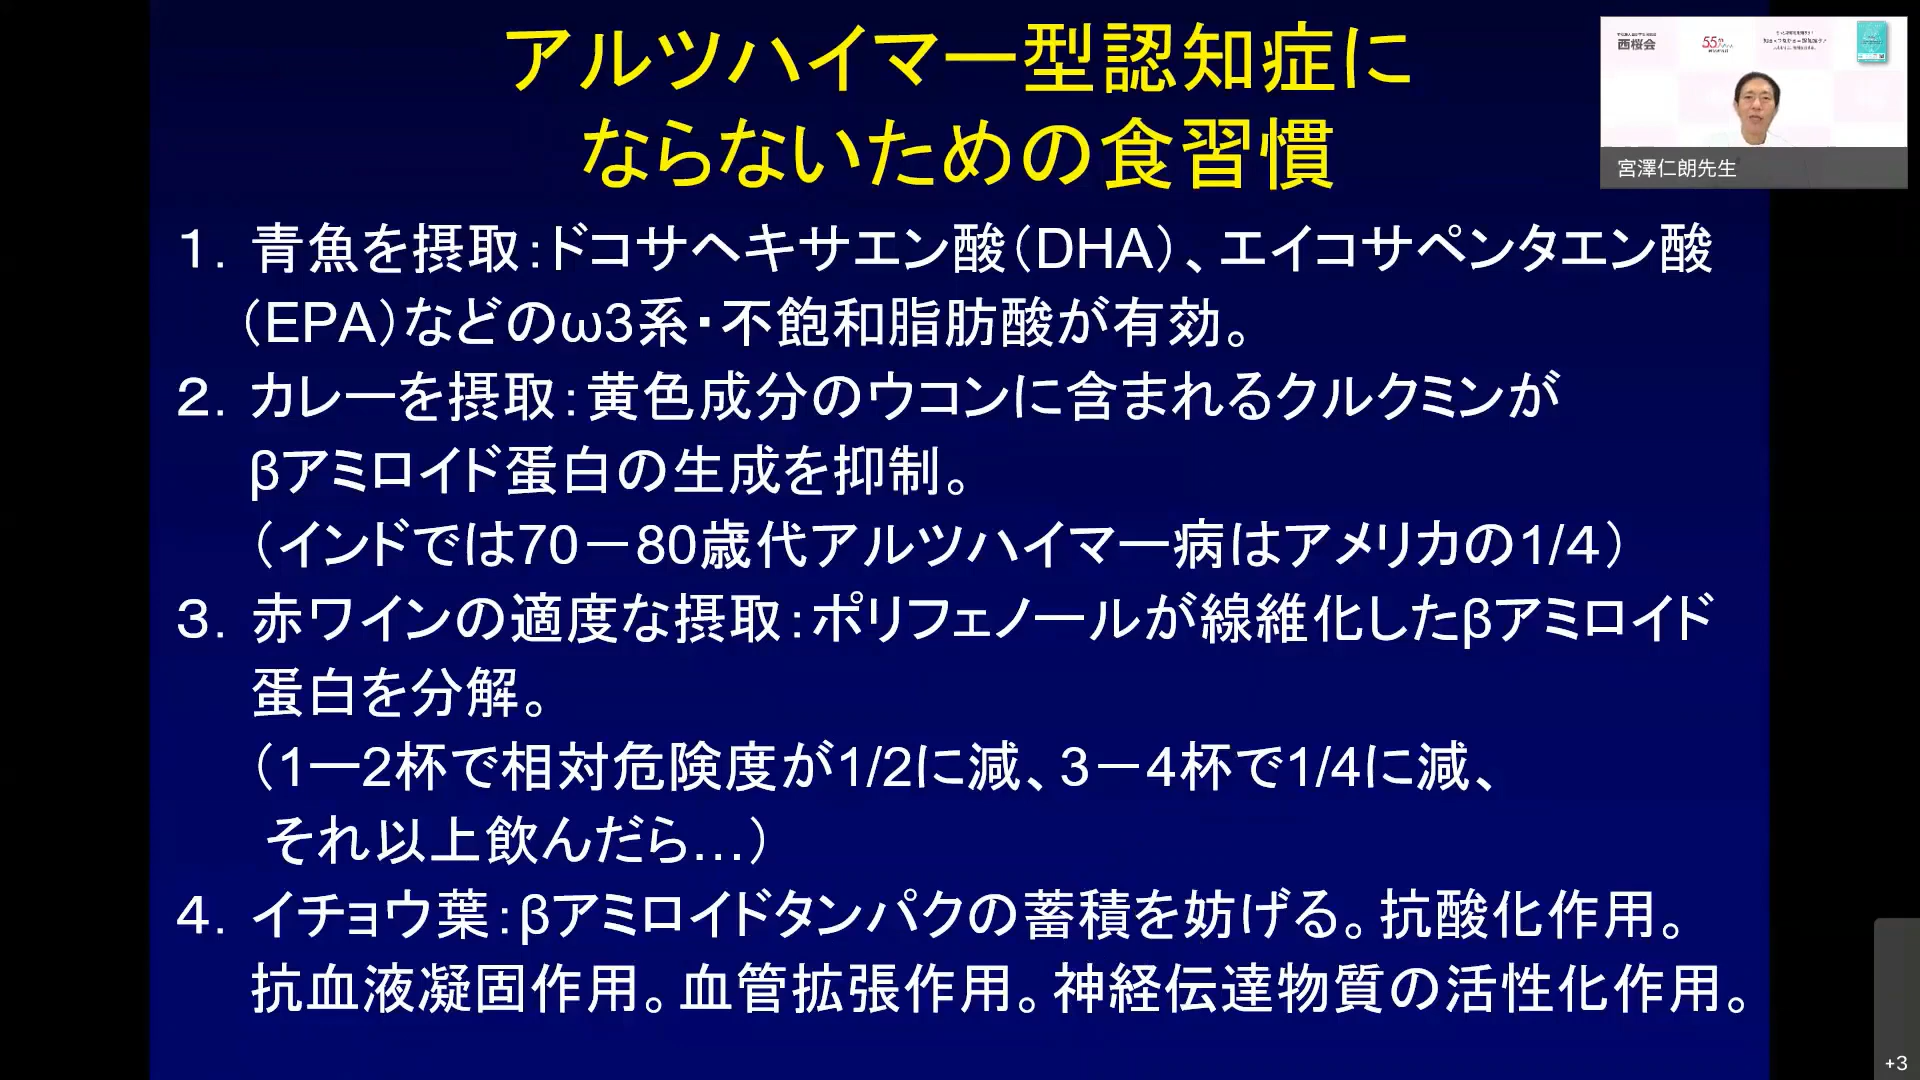 アルツハイマー型認知症に
ならないための食習慣
1．青魚を摂取：ドコサヘキサエン酸（DHA）、エイコサペンタエン酸
（EPA）などのω3系・不飽和脂肪酸が有効。
2．カレーを摂取：黄色成分のウコンに含まれるクルクミンが
βアミロイド蛋白の生成を抑制。
（インドでは70－80歳代アルツハイマー病はアメリカの1/4）
3．赤ワインの適度な摂取：ポリフェノールが線維化したβアミロイド
蛋白を分解。
（1ー2杯で相対危険度が1/2に減、3－4杯で1/4に減、
それ以上飲んだら…）
4．イチョウ葉：βアミロイドタンパクの蓄積を妨げる。抗酸化作用。
抗血液凝固作用。血管拡張作用。神経伝達物質の活性化作用。
西桜会
55th
宮澤仁朗先生
+3